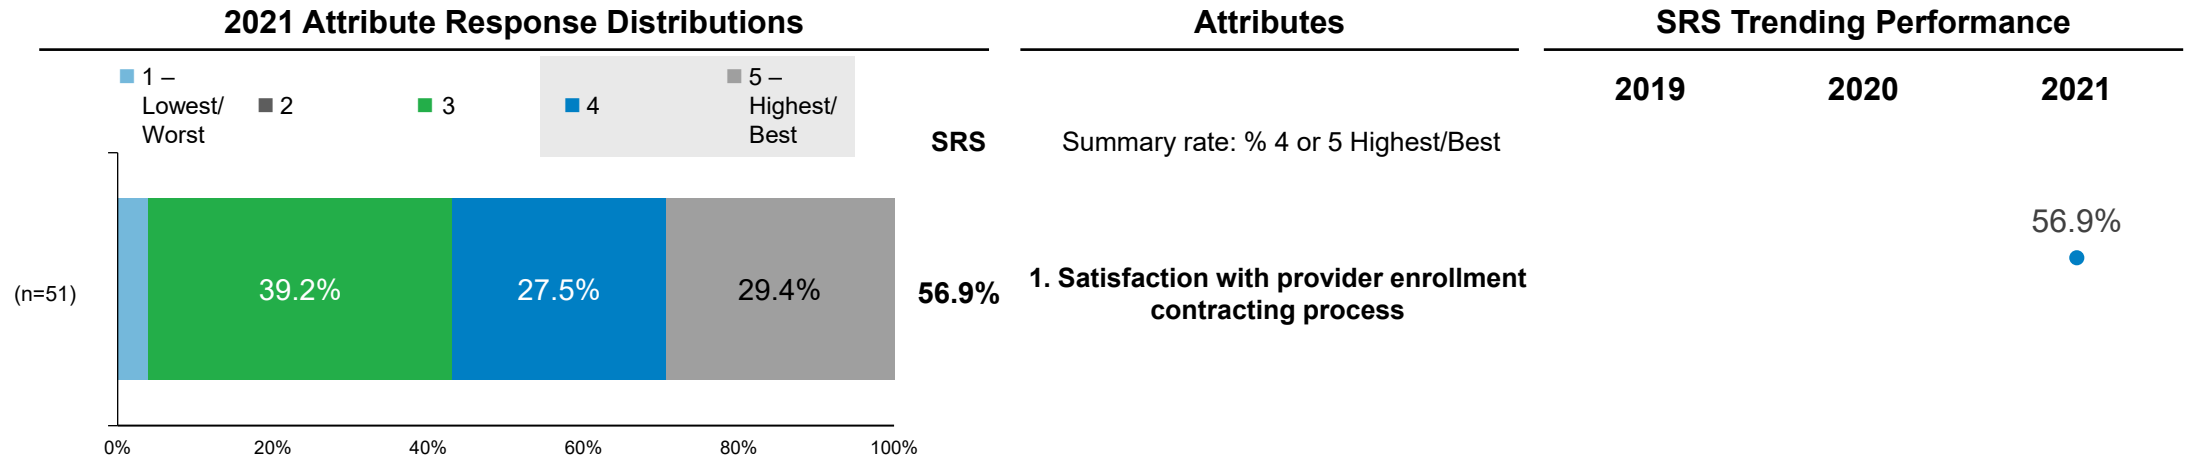 2021 Attribute Response Distributions
Attributes
SRS Trending Performance
1 –
Lowest/
Worst
2
3
4
5 –
Highest/
Best
SRS
Summary rate: % 4 or 5 Highest/Best
2019
2020
2021
(n=51)
39.2%
27.5%
29.4%
56.9%
1. Satisfaction with provider enrollment
contracting process
56.9%
0%
20%
40%
60%
80%
100%